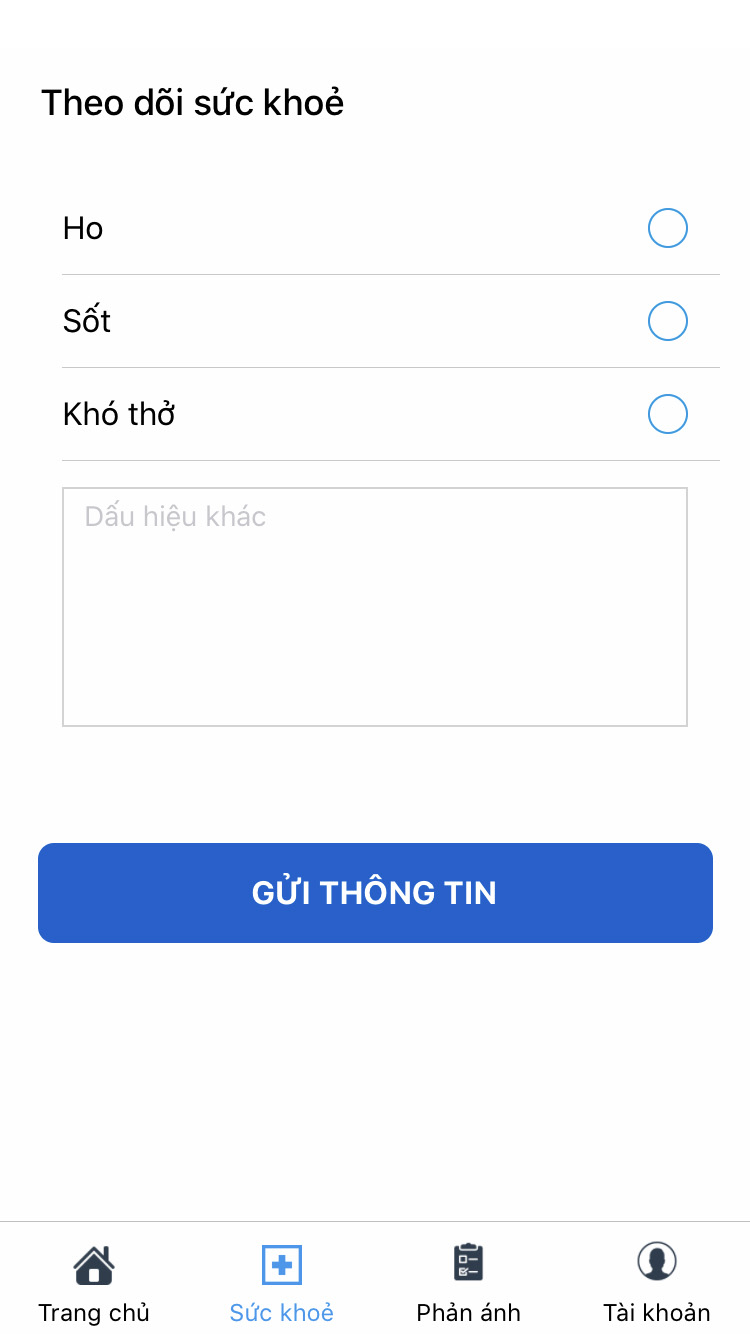 Theo dõi sức khoẻ
Ho
Sốt
Khó thở
Dấu hiệu khác
GỬI THÔNG TIN
Trang chủ
Sức khoẻ
Phản ánh
Tài khoản